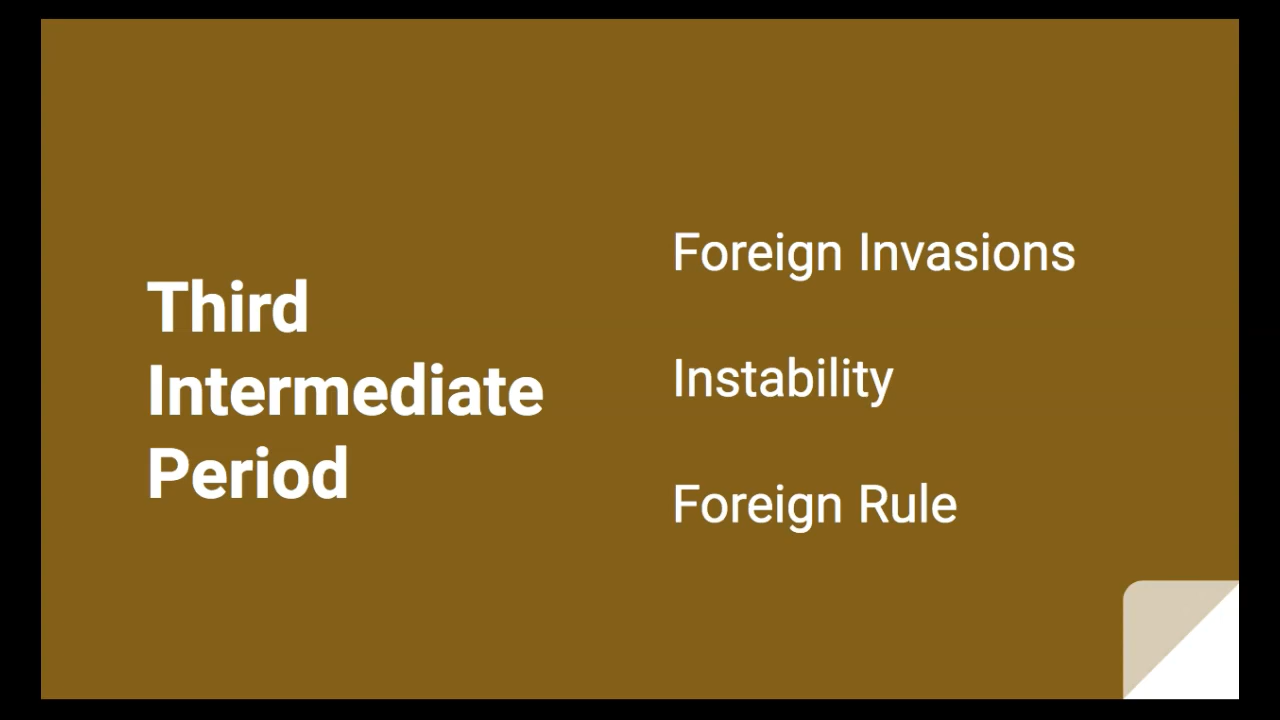 Third
Intermediate
Period
Foreign Invasions
Instability
Foreign Rule